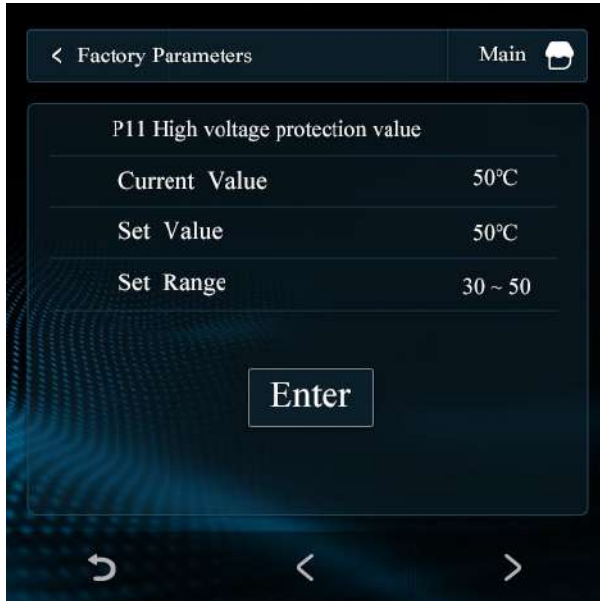 < Factory Parameters Main
P11 High voltage protection value
Current Value 50℃
Set Value 50℃
Set Range 30 ~ 50
Enter